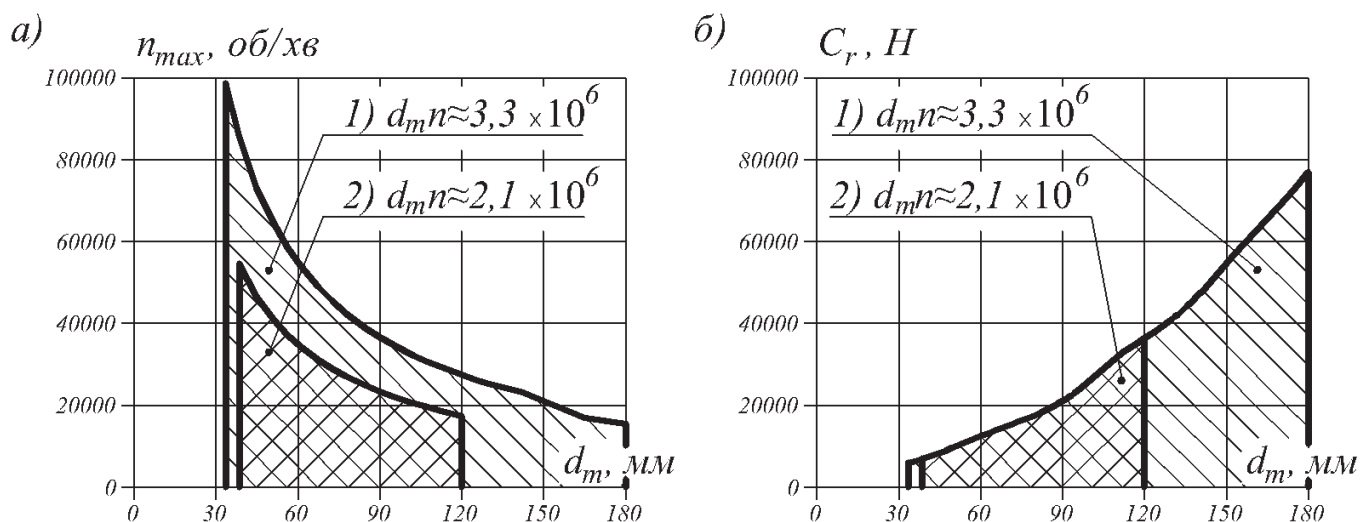 а)
n_max, об/хв
100000
80000
60000
40000
20000
0
1) d_m n≈3,3 ×10^6
2) d_m n≈2,1 ×10^6
d_m, мм
0 30 60 90 120 150 180
б)
C_r, Н
100000
80000
60000
40000
20000
0
1) d_m n≈3,3 ×10^6
2) d_m n≈2,1 ×10^6
d_m, мм
0 30 60 90 120 150 180